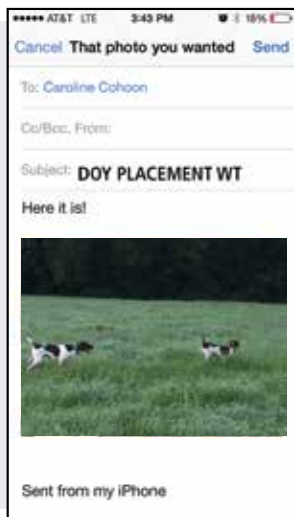 AT&T LTE 3:43 PM 18%
Cancel That photo you wanted Send
To: Caroline Cohoon
Cc/Bcc, From:
Subject: DOY PLACEMENT WT
Here it is!
Sent from my iPhone